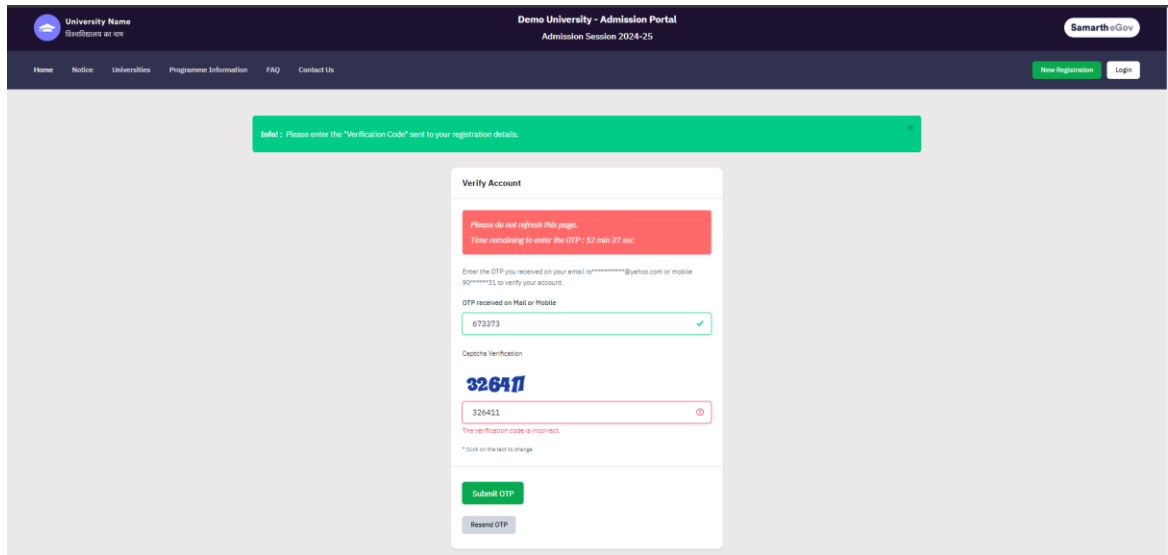 University Name
विश्वविद्यालय का नाम
Demo University - Admission Portal
Admission Session 2024-25
Samarth eGov
Home Notice Universities Programme Information FAQ Contact Us
New Registration Login
Info! : Please enter the "Verification Code" sent to your registration details.
Verify Account
Please do not refresh this page.
Time remaining to enter the OTP : 12 min 37 sec
Enter the OTP you received on your email ro***********@yahoo.com or mobile
90******31 to verify your account.
OTP received on Mail or Mobile
673373
Captcha Verification
326411
326411
The verification code is incorrect.
* Click on the text to change
Submit OTP
Resend OTP